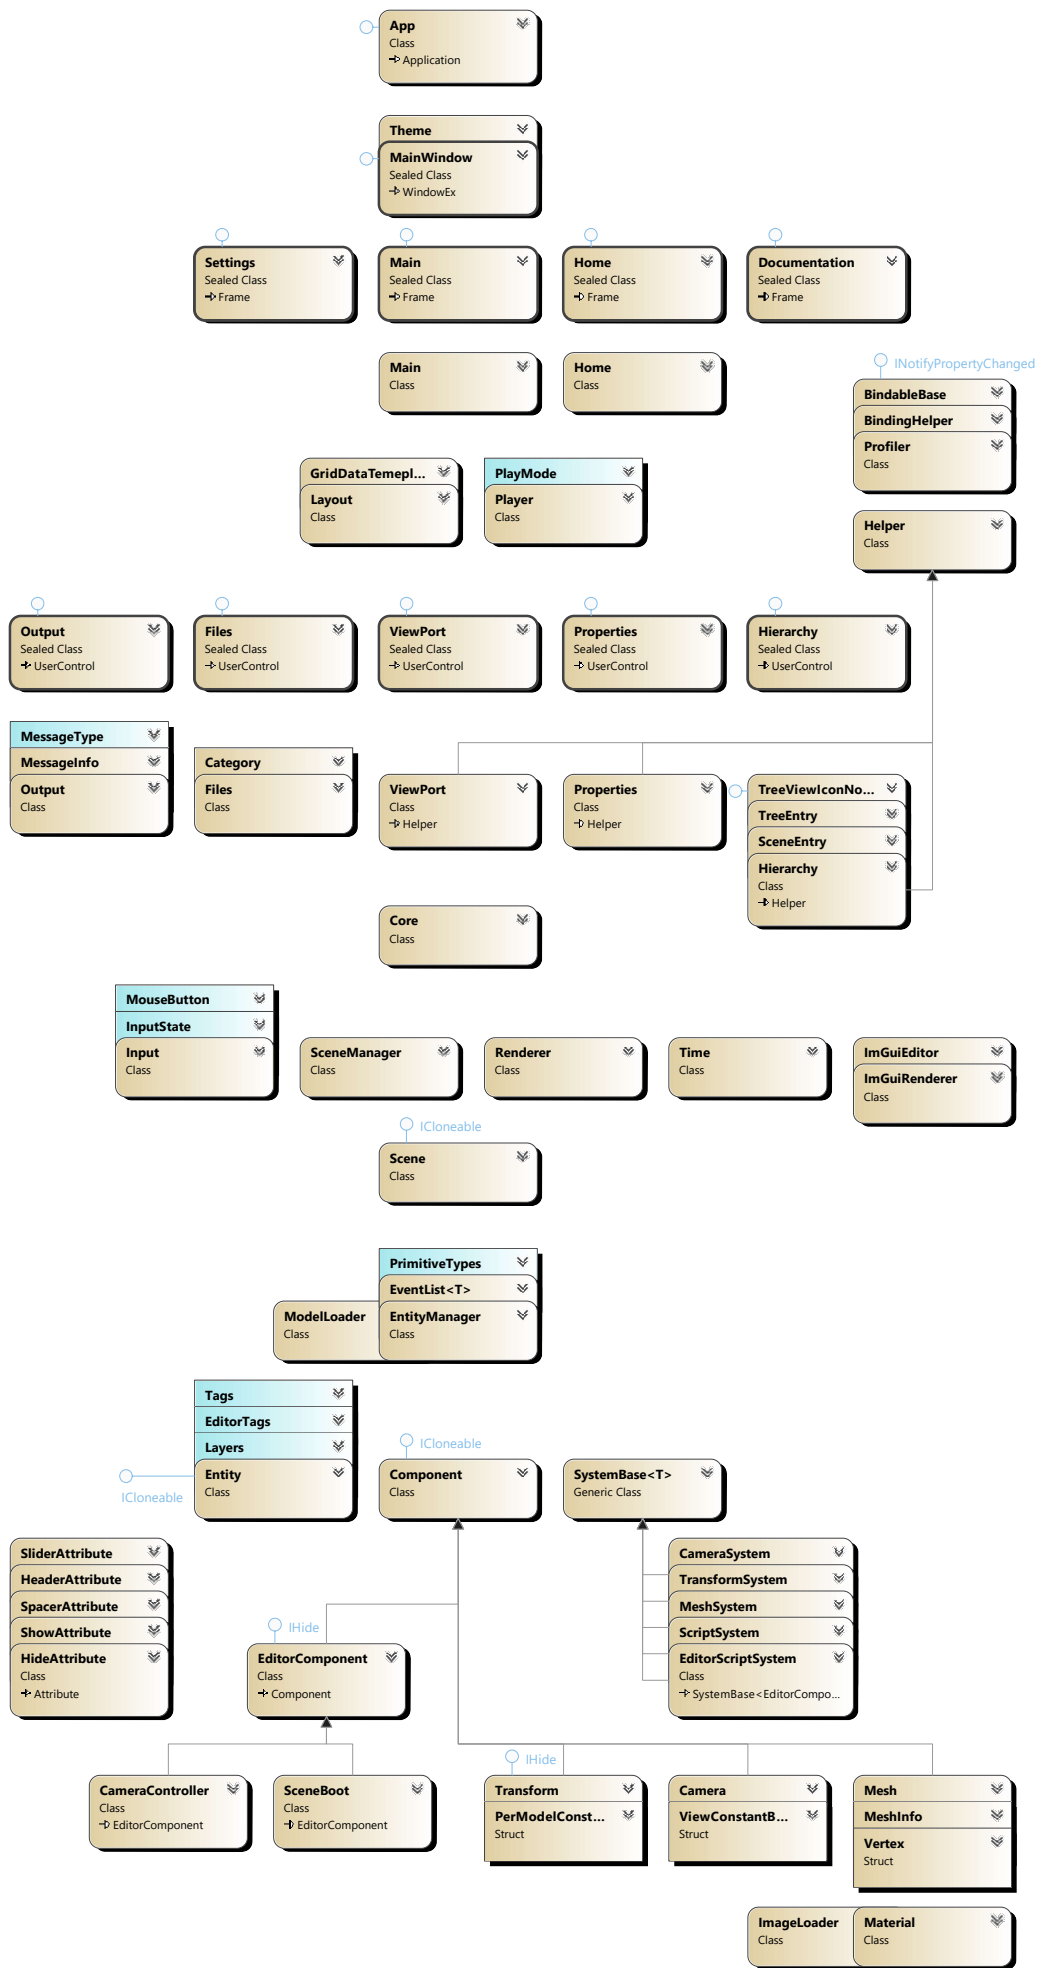 App
Class
Application
Theme
MainWindow
Sealed Class
WindowEx
Settings
Sealed Class
Frame
Main
Sealed Class
Frame
Home
Sealed Class
Frame
Documentation
Sealed Class
Frame
Main
Class
Home
Class
INotifyPropertyChanged
BindableBase
BindingHelper
Profiler
Class
GridDataTemepl...
Layout
Class
PlayMode
Player
Class
Helper
Class
Output
Sealed Class
UserControl
Files
Sealed Class
UserControl
ViewPort
Sealed Class
UserControl
Properties
Sealed Class
UserControl
Hierarchy
Sealed Class
UserControl
MessageType
MessageInfo
Output
Class
Category
Files
Class
ViewPort
Class
Helper
Properties
Class
Helper
TreeViewIconNo...
TreeEntry
SceneEntry
Hierarchy
Class
Helper
Core
Class
MouseButton
InputState
Input
Class
SceneManager
Class
Renderer
Class
Time
Class
ImGuiEditor
ImGuiRenderer
Class
ICloneable
Scene
Class
ModelLoader
Class
PrimitiveTypes
EventList<T>
EntityManager
Class
Tags
EditorTags
Layers
Entity
Class
ICloneable
ICloneable
Component
Class
SystemBase<T>
Generic Class
SliderAttribute
HeaderAttribute
SpacerAttribute
ShowAttribute
HideAttribute
Class
Attribute
IHide
EditorComponent
Class
Component
CameraSystem
TransformSystem
MeshSystem
ScriptSystem
EditorScriptSystem
Class
SystemBase<EditorCompo...
CameraController
Class
EditorComponent
SceneBoot
Class
EditorComponent
IHide
Transform
PerModelConst...
Struct
Camera
ViewConstantB...
Struct
Mesh
MeshInfo
Vertex
Struct
ImageLoader
Class
Material
Class